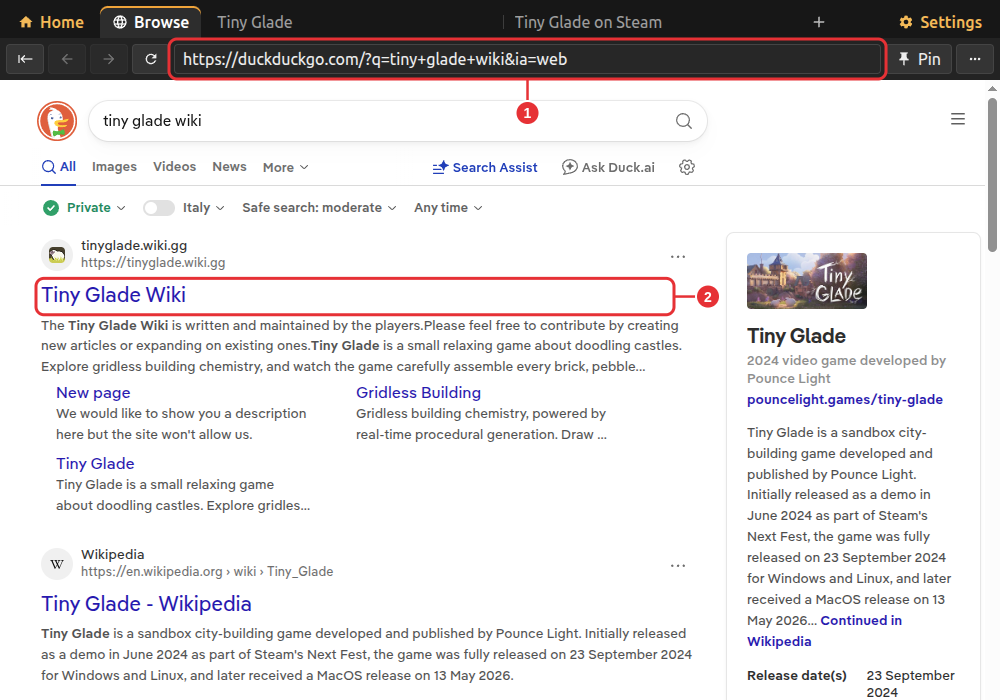 Home
Browse
Tiny Glade
Tiny Glade on Steam
+
Settings
https://duckduckgo.com/?q=tiny+glade+wiki&ia=web
Pin
1
tiny glade wiki
All
Images
Videos
News
More
Search Assist
Ask Duck.ai
Private
Italy
Safe search: moderate
Any time
tinyglade.wiki.gg
https://tinyglade.wiki.gg
Tiny Glade Wiki
2
The Tiny Glade Wiki is written and maintained by the players.Please feel free to contribute by creating
new articles or expanding on existing ones.Tiny Glade is a small relaxing game about doodling castles.
Explore gridless building chemistry, and watch the game carefully assemble every brick, pebble...
New page
We would like to show you a description
here but the site won't allow us.
Gridless Building
Gridless building chemistry, powered by
real-time procedural generation. Draw ...
Tiny Glade
Tiny Glade is a small relaxing game
about doodling castles. Explore gridles...
W
Wikipedia
https://en.wikipedia.org › wiki › Tiny_Glade
Tiny Glade - Wikipedia
Tiny Glade is a sandbox city-building game developed and published by Pounce Light. Initially released
as a demo in June 2024 as part of Steam's Next Fest, the game was fully released on 23 September 2024
for Windows and Linux, and later received a MacOS release on 13 May 2026.
Tiny
GLADE
Tiny Glade
2024 video game developed by
Pounce Light
pouncelight.games/tiny-glade
Tiny Glade is a sandbox city-
building game developed and
published by Pounce Light.
Initially released as a demo in
June 2024 as part of Steam's
Next Fest, the game was fully
released on 23 September 2024
for Windows and Linux, and later
received a MacOS release on 13
May 2026... Continued in
Wikipedia
Release date(s)
23 September
2024